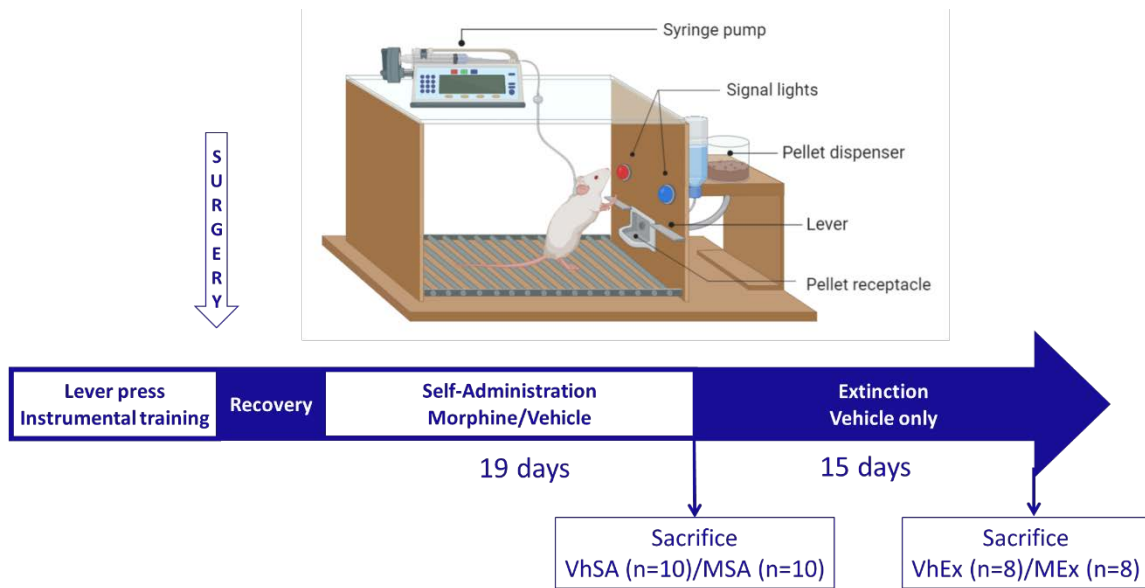 Syringe pump
Signal lights
Pellet dispenser
Lever
Pellet receptacle
SURGERY
Lever press
Instrumental training
Recovery
Self-Administration
Morphine/Vehicle
Extinction
Vehicle only
19 days
15 days
Sacrifice
VhSA (n=10)/MSA (n=10)
Sacrifice
VhEx (n=8)/MEx (n=8)